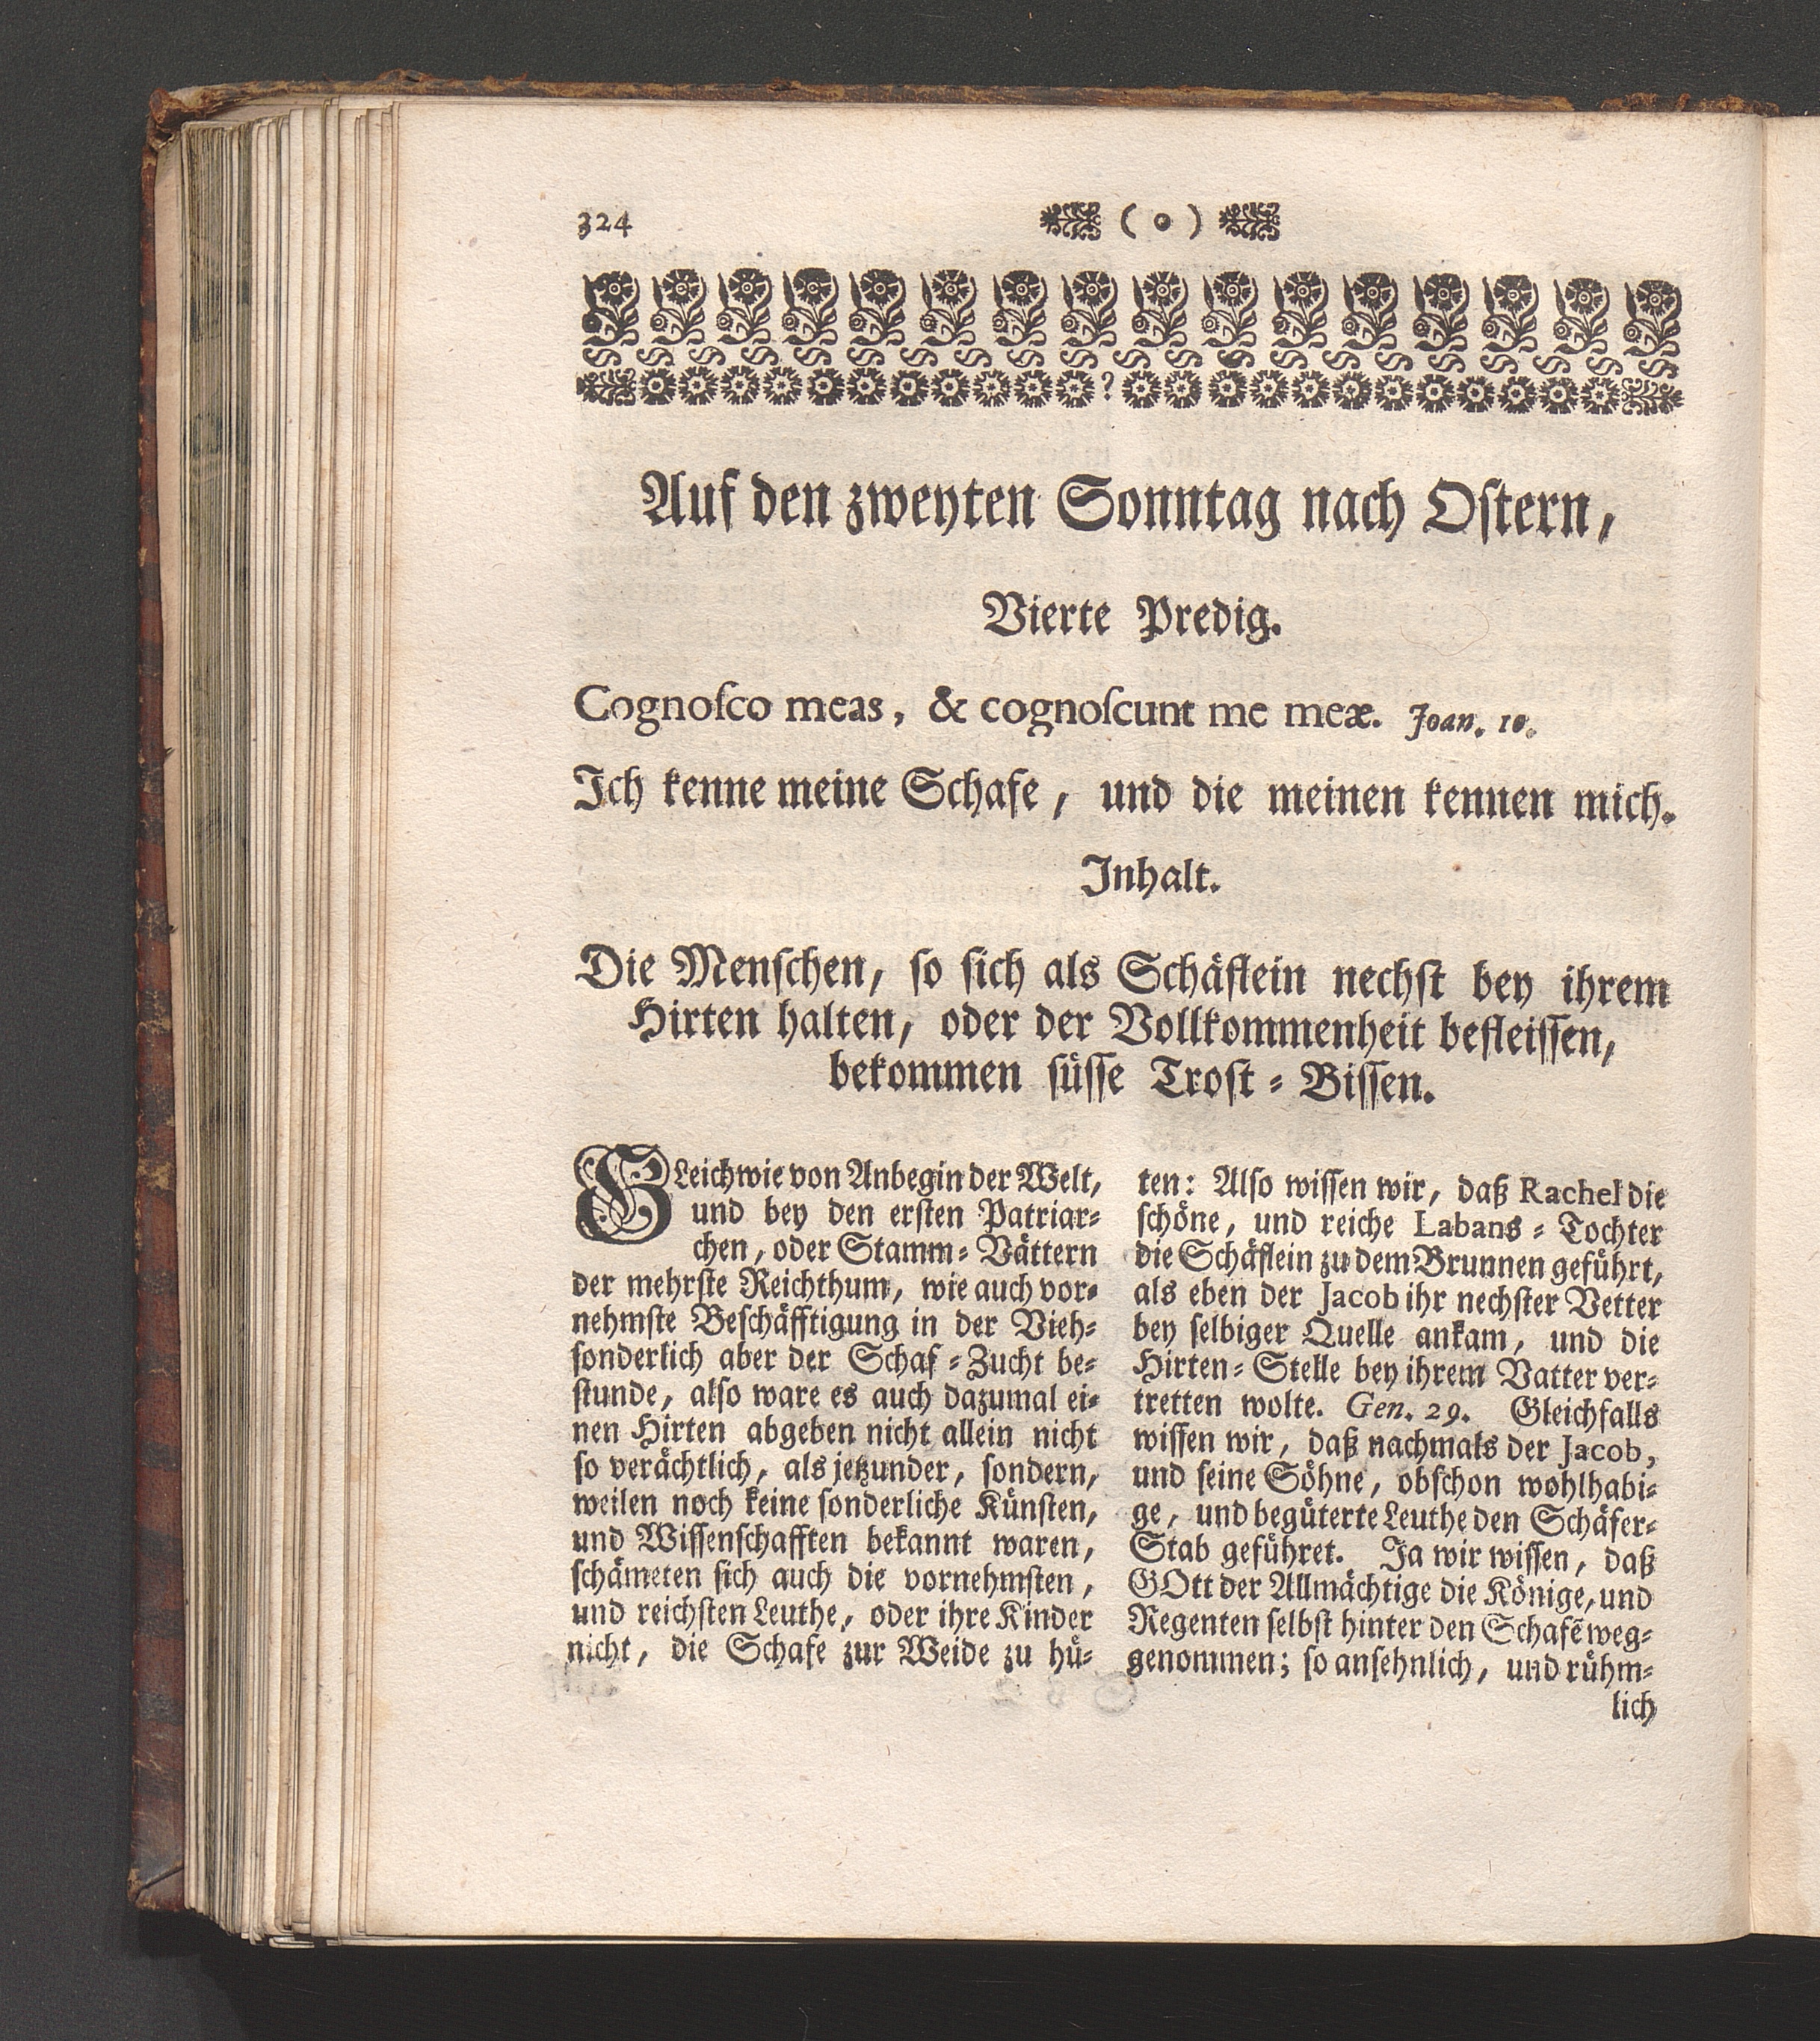 324 ( o )
Auf den zweyten Sonntag nach Ostern,
Vierte Predig.
Cognosco meas, & cognoscunt me meæ. Joan. 10.
Ich kenne meine Schafe, und die meinen kennen mich.
Inhalt.
Die Menschen, so sich als Schäflein nechst bey ihrem
Hirten halten, oder der Vollkommenheit befleissen,
bekommen süsse Trost-Bissen.
GLeichwie von Anbegin der Welt,
und bey den ersten Patriar-
chen, oder Stamm-Vättern
der mehrste Reichthum, wie auch vor-
nehmste Beschäfftigung in der Vieh-
sonderlich aber der Schaf-Zucht be-
stunde, also ware es auch dazumal ei-
nen Hirten abgeben nicht allein nicht
so verächtlich, als jetzunder, sondern,
weilen noch keine sonderliche Künsten,
und Wissenschafften bekannt waren,
schämeten sich auch die vornehmsten,
und reichsten Leuthe, oder ihre Kinder
nicht, die Schafe zur Weide zu hü-
ten: Also wissen wir, daß Rachel die
schöne, und reiche Labans-Tochter
die Schäflein zu dem Brunnen geführt,
als eben der Jacob ihr nechster Vetter
bey selbiger Quelle ankam, und die
Hirten-Stelle bey ihrem Vatter ver-
tretten wolte. Gen. 29. Gleichfalls
wissen wir, daß nachmals der Jacob,
und seine Söhne, obschon wohlhabi-
ge, und begüterte Leuthe den Schäfer-
Stab geführet. Ja wir wissen, daß
GOtt der Allmächtige die Könige, und
Regenten selbst hinter den Schafẽ weg-
genommen; so ansehnlich, und rühm-
lich